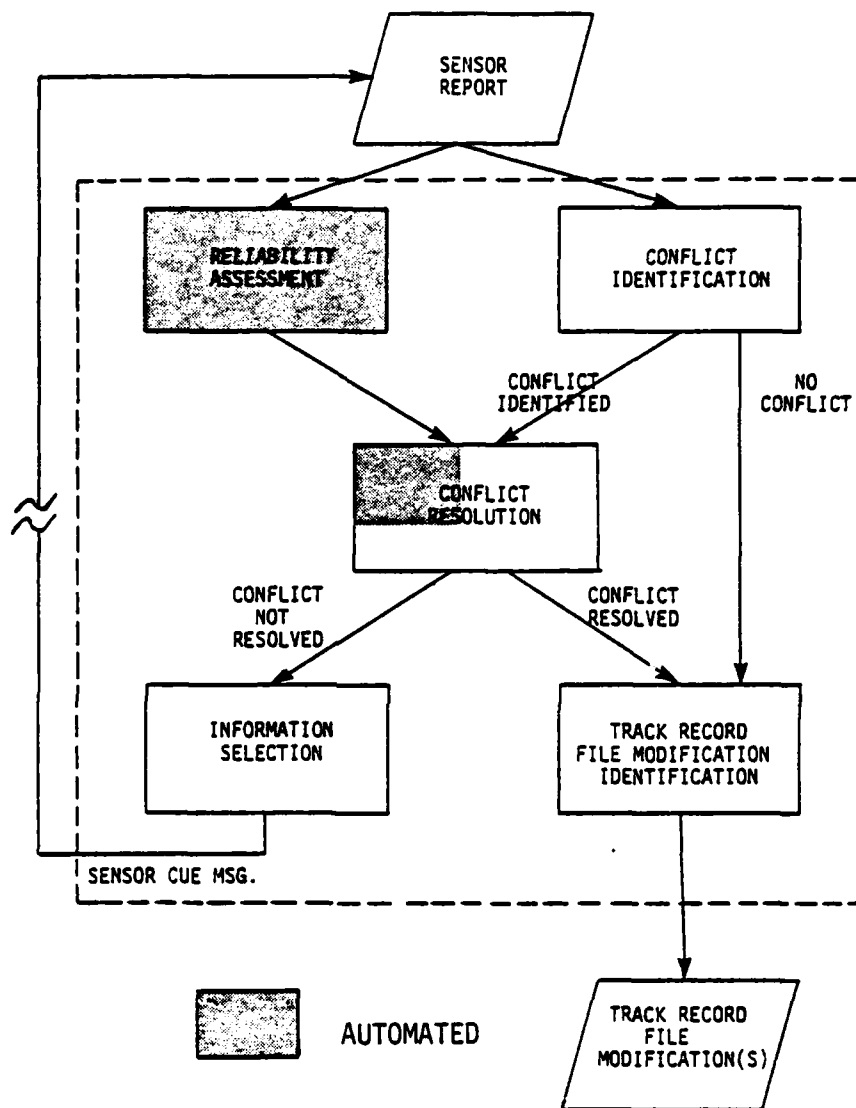 SENSOR
REPORT
RELIABILITY
ASSESSMENT
CONFLICT
IDENTIFICATION
CONFLICT
IDENTIFIED
NO
CONFLICT
CONFLICT
RESOLUTION
CONFLICT
NOT
RESOLVED
CONFLICT
RESOLVED
INFORMATION
SELECTION
TRACK RECORD
FILE MODIFICATION
IDENTIFICATION
SENSOR CUE MSG.
AUTOMATED
TRACK RECORD
FILE
MODIFICATION(S)